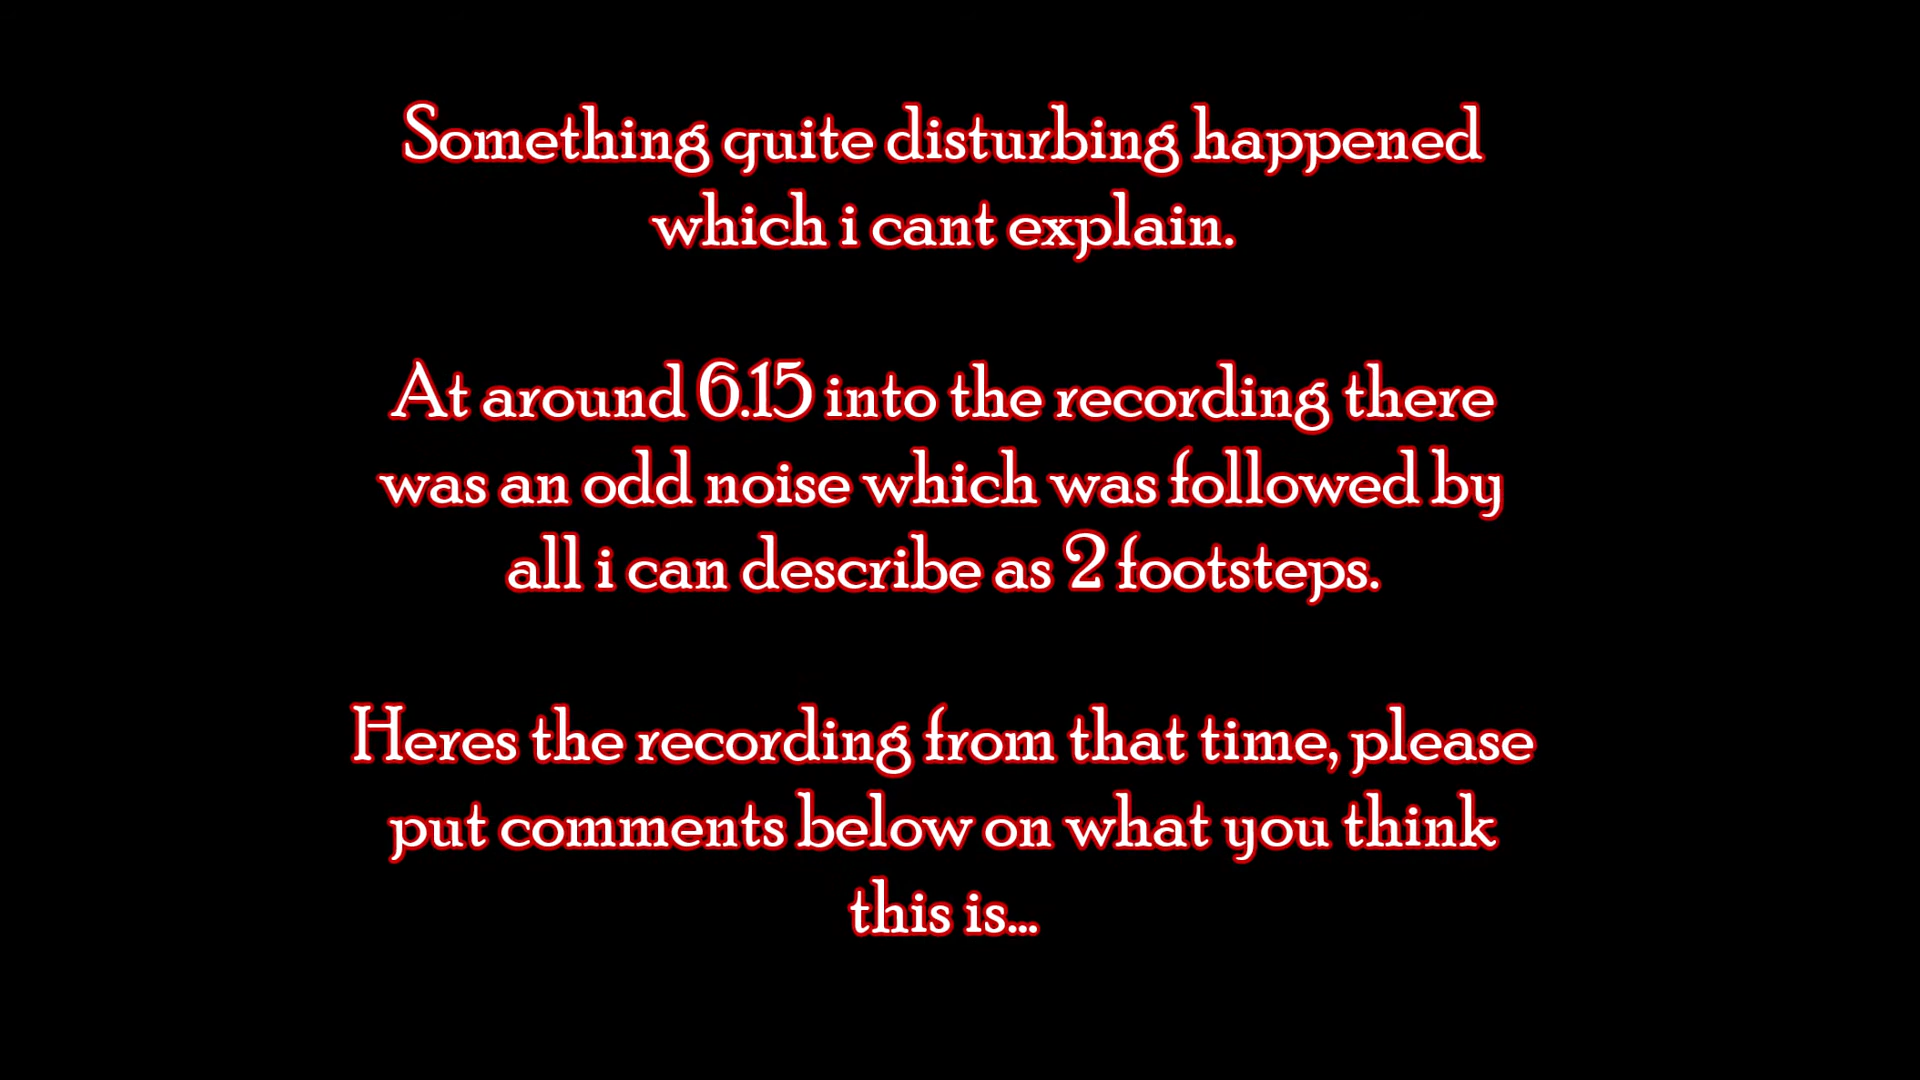 Something quite disturbing happened
which i cant explain.
At around 6.15 into the recording there
was an odd noise which was followed by
all i can describe as 2 footsteps.
Heres the recording from that time, please
put comments below on what you think
this is...